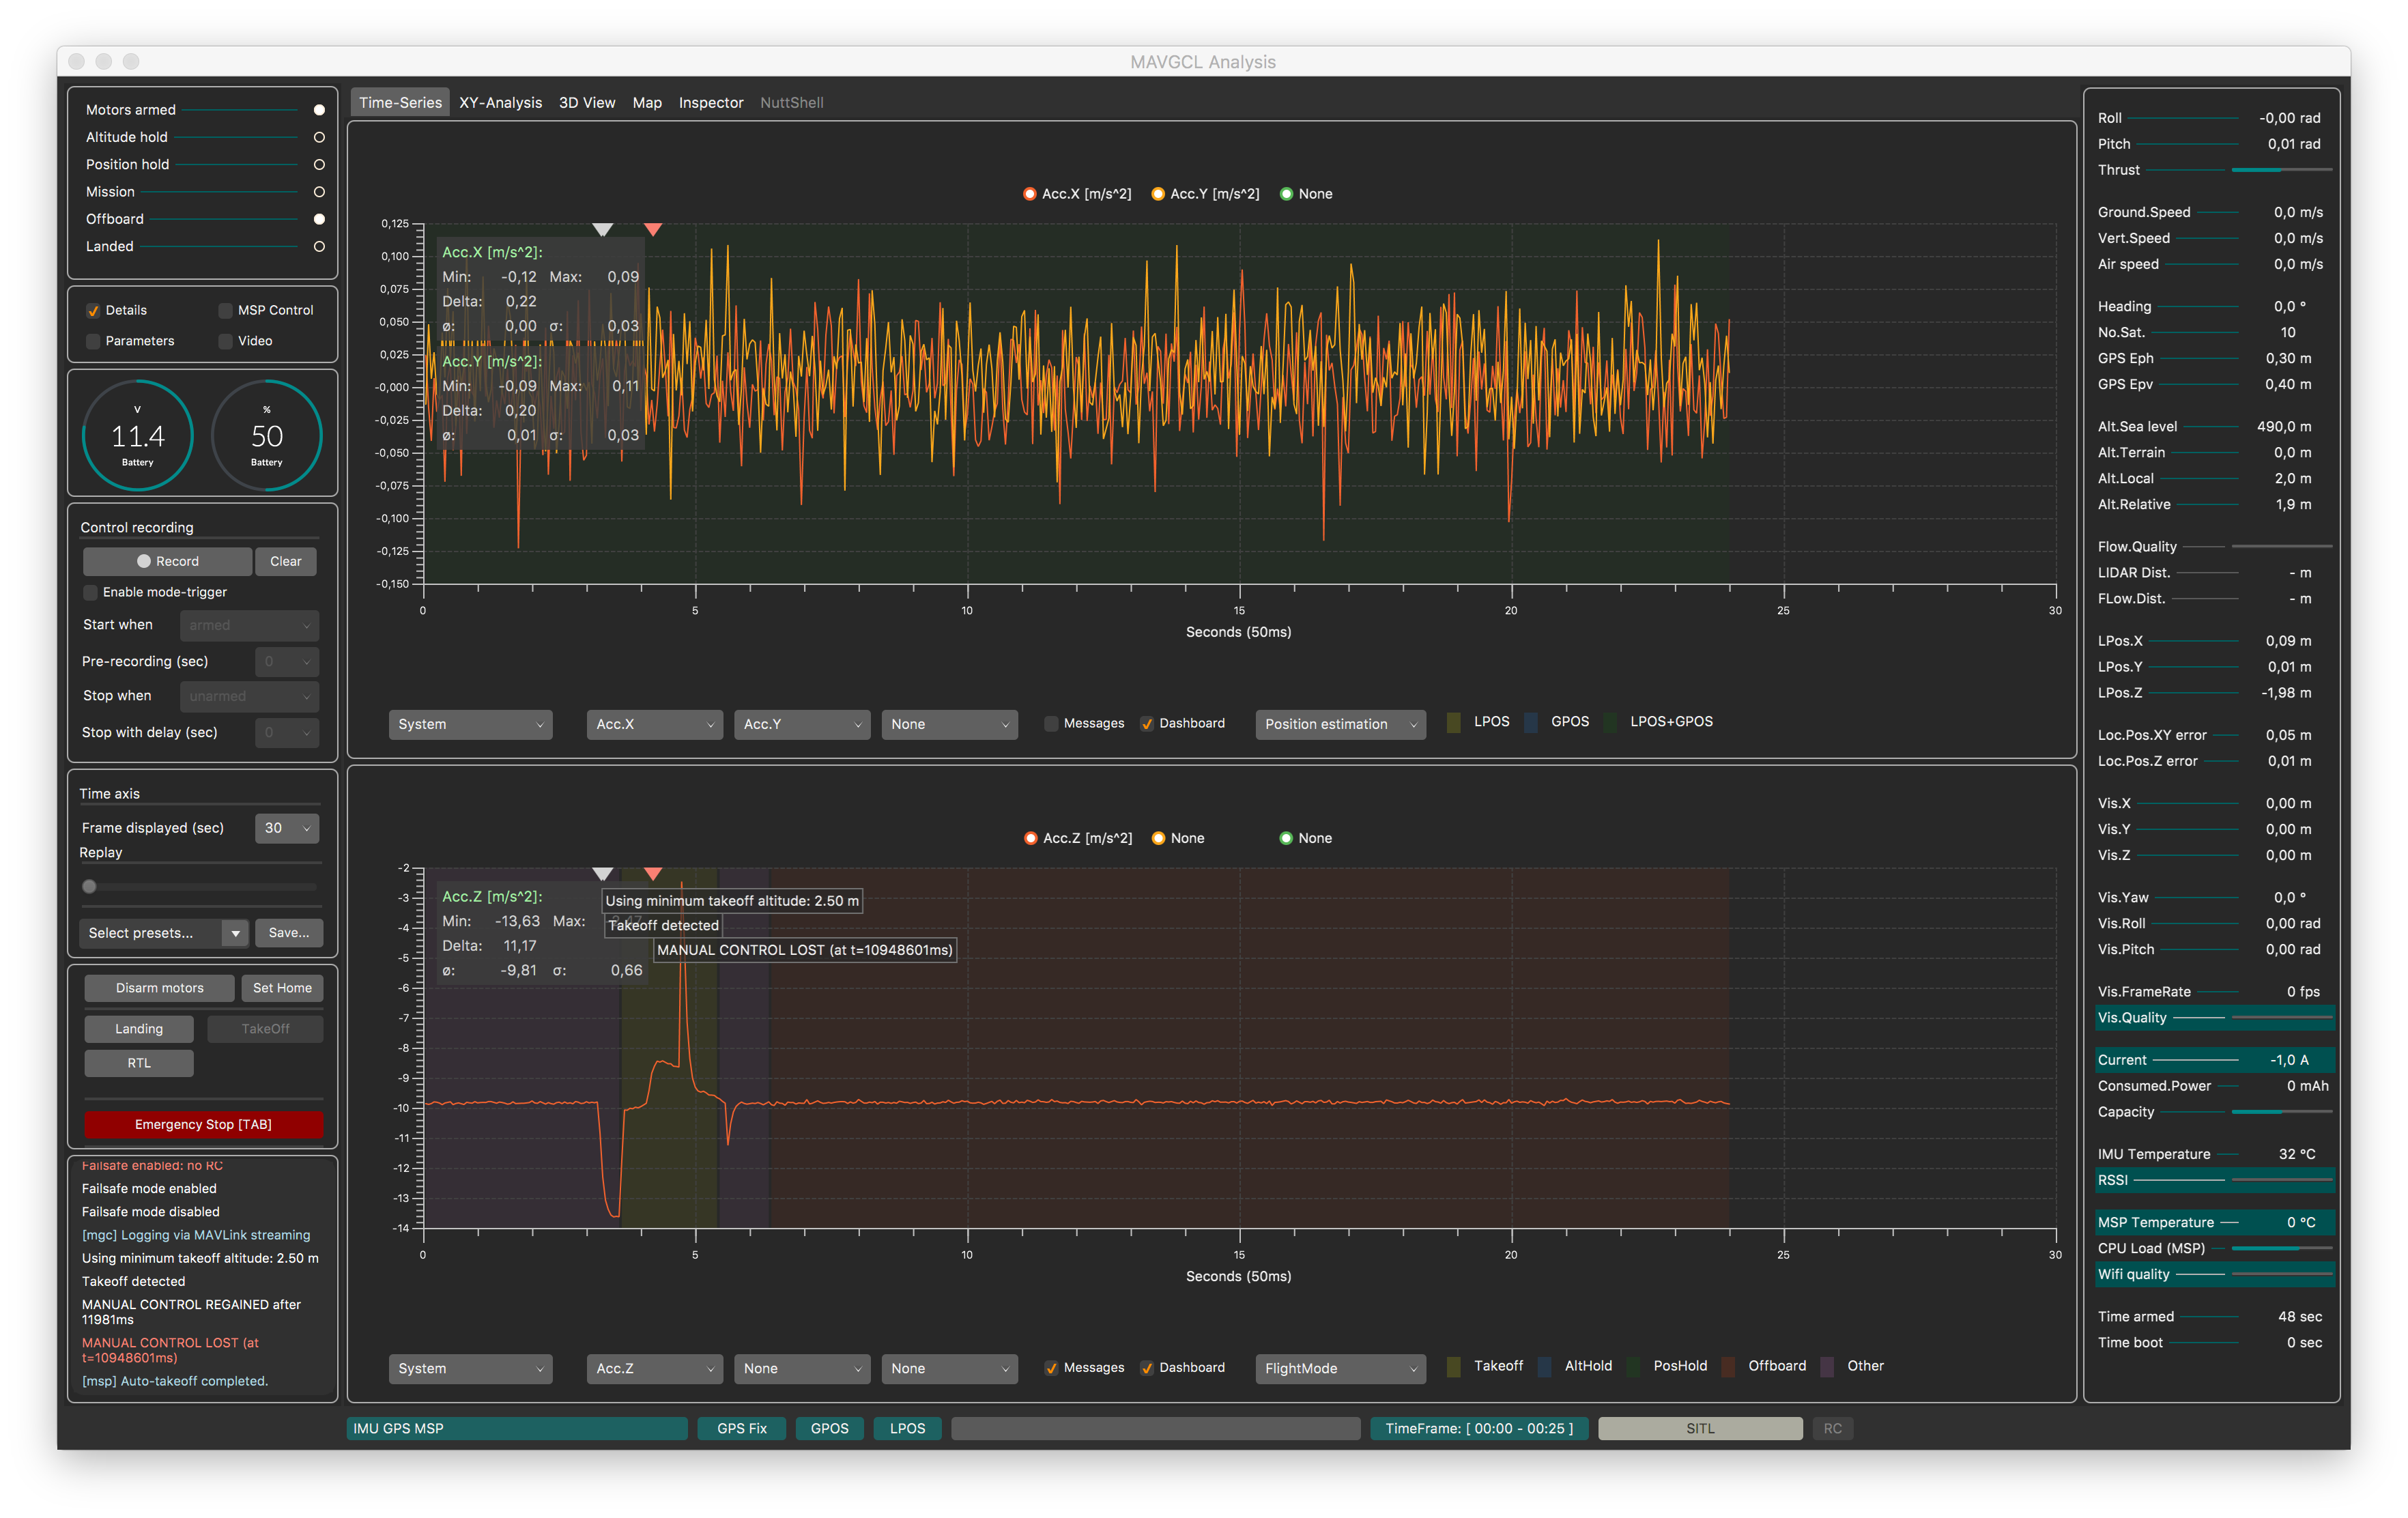 MAVGCL Analysis
Motors armed
Altitude hold
Position hold
Mission
Offboard
Landed
Details
MSP Control
Parameters
Video
V
11.4
Battery
%
50
Battery
Control recording
Record
Clear
Enable mode-trigger
Start when
armed
Pre-recording (sec)
0
Stop when
unarmed
Stop with delay (sec)
0
Time axis
Frame displayed (sec)
30
Replay
Select presets...
Save...
Disarm motors
Set Home
Landing
TakeOff
RTL
Emergency Stop [TAB]
Failsafe enabled: no RC
Failsafe mode enabled
Failsafe mode disabled
[mgc] Logging via MAVLink streaming
Using minimum takeoff altitude: 2.50 m
Takeoff detected
MANUAL CONTROL REGAINED after
11981ms
MANUAL CONTROL LOST (at
t=10948601ms)
[msp] Auto-takeoff completed.
Time-Series
XY-Analysis
3D View
Map
Inspector
NuttShell
Acc.X [m/s^2]
Acc.Y [m/s^2]
None
0,125
0,100
0,075
0,050
0,025
-0,000
-0,025
-0,050
-0,075
-0,100
-0,125
-0,150
Acc.X [m/s^2]:
Min: -0,12 Max: 0,09
Delta: 0,22
ø: 0,00 σ: 0,03
Acc.Y [m/s^2]:
Min: -0,09 Max: 0,11
Delta: 0,20
ø: 0,01 σ: 0,03
0 5 10 15 20 25 30
Seconds (50ms)
System
Acc.X
Acc.Y
None
Messages
Dashboard
Position estimation
LPOS
GPOS
LPOS+GPOS
Acc.Z [m/s^2]
None
None
-2
-3
-4
-5
-6
-7
-8
-9
-10
-11
-12
-13
-14
Acc.Z [m/s^2]:
Min: -13,63 Max:
Delta: 11,17
ø: -9,81 σ: 0,66
Using minimum takeoff altitude: 2.50 m
Takeoff detected
MANUAL CONTROL LOST (at t=10948601ms)
0 5 10 15 20 25 30
Seconds (50ms)
System
Acc.Z
None
None
Messages
Dashboard
FlightMode
Takeoff
AltHold
PosHold
Offboard
Other
Roll -0,00 rad
Pitch 0,01 rad
Thrust
Ground.Speed 0,0 m/s
Vert.Speed 0,0 m/s
Air speed 0,0 m/s
Heading 0,0 °
No.Sat. 10
GPS Eph 0,30 m
GPS Epv 0,40 m
Alt.Sea level 490,0 m
Alt.Terrain 0,0 m
Alt.Local 2,0 m
Alt.Relative 1,9 m
Flow.Quality
LIDAR Dist. - m
FLow.Dist. - m
LPos.X 0,09 m
LPos.Y 0,01 m
LPos.Z -1,98 m
Loc.Pos.XY error 0,05 m
Loc.Pos.Z error 0,01 m
Vis.X 0,00 m
Vis.Y 0,00 m
Vis.Z 0,00 m
Vis.Yaw 0,0 °
Vis.Roll 0,00 rad
Vis.Pitch 0,00 rad
Vis.FrameRate 0 fps
Vis.Quality
Current -1,0 A
Consumed.Power 0 mAh
Capacity
IMU Temperature 32 °C
RSSI
MSP Temperature 0 °C
CPU Load (MSP)
Wifi quality
Time armed 48 sec
Time boot 0 sec
IMU GPS MSP
GPS Fix
GPOS
LPOS
TimeFrame: [ 00:00 - 00:25 ]
SITL
RC